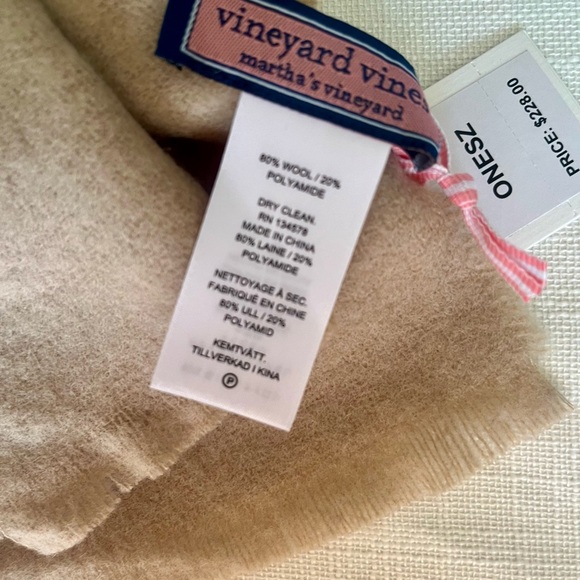 vineyard vines
martha's vineyard
80% WOOL / 20%
POLYAMIDE
DRY CLEAN.
RN 134578
MADE IN CHINA
80% LAINE / 20%
POLYAMIDE
NETTOYAGE À SEC.
FABRIQUE EN CHINE
80% ULL / 20%
POLYAMID
KEMTVÄTT.
TILLVERKAD I KINA
P
ONESZ
PRICE: $228.00